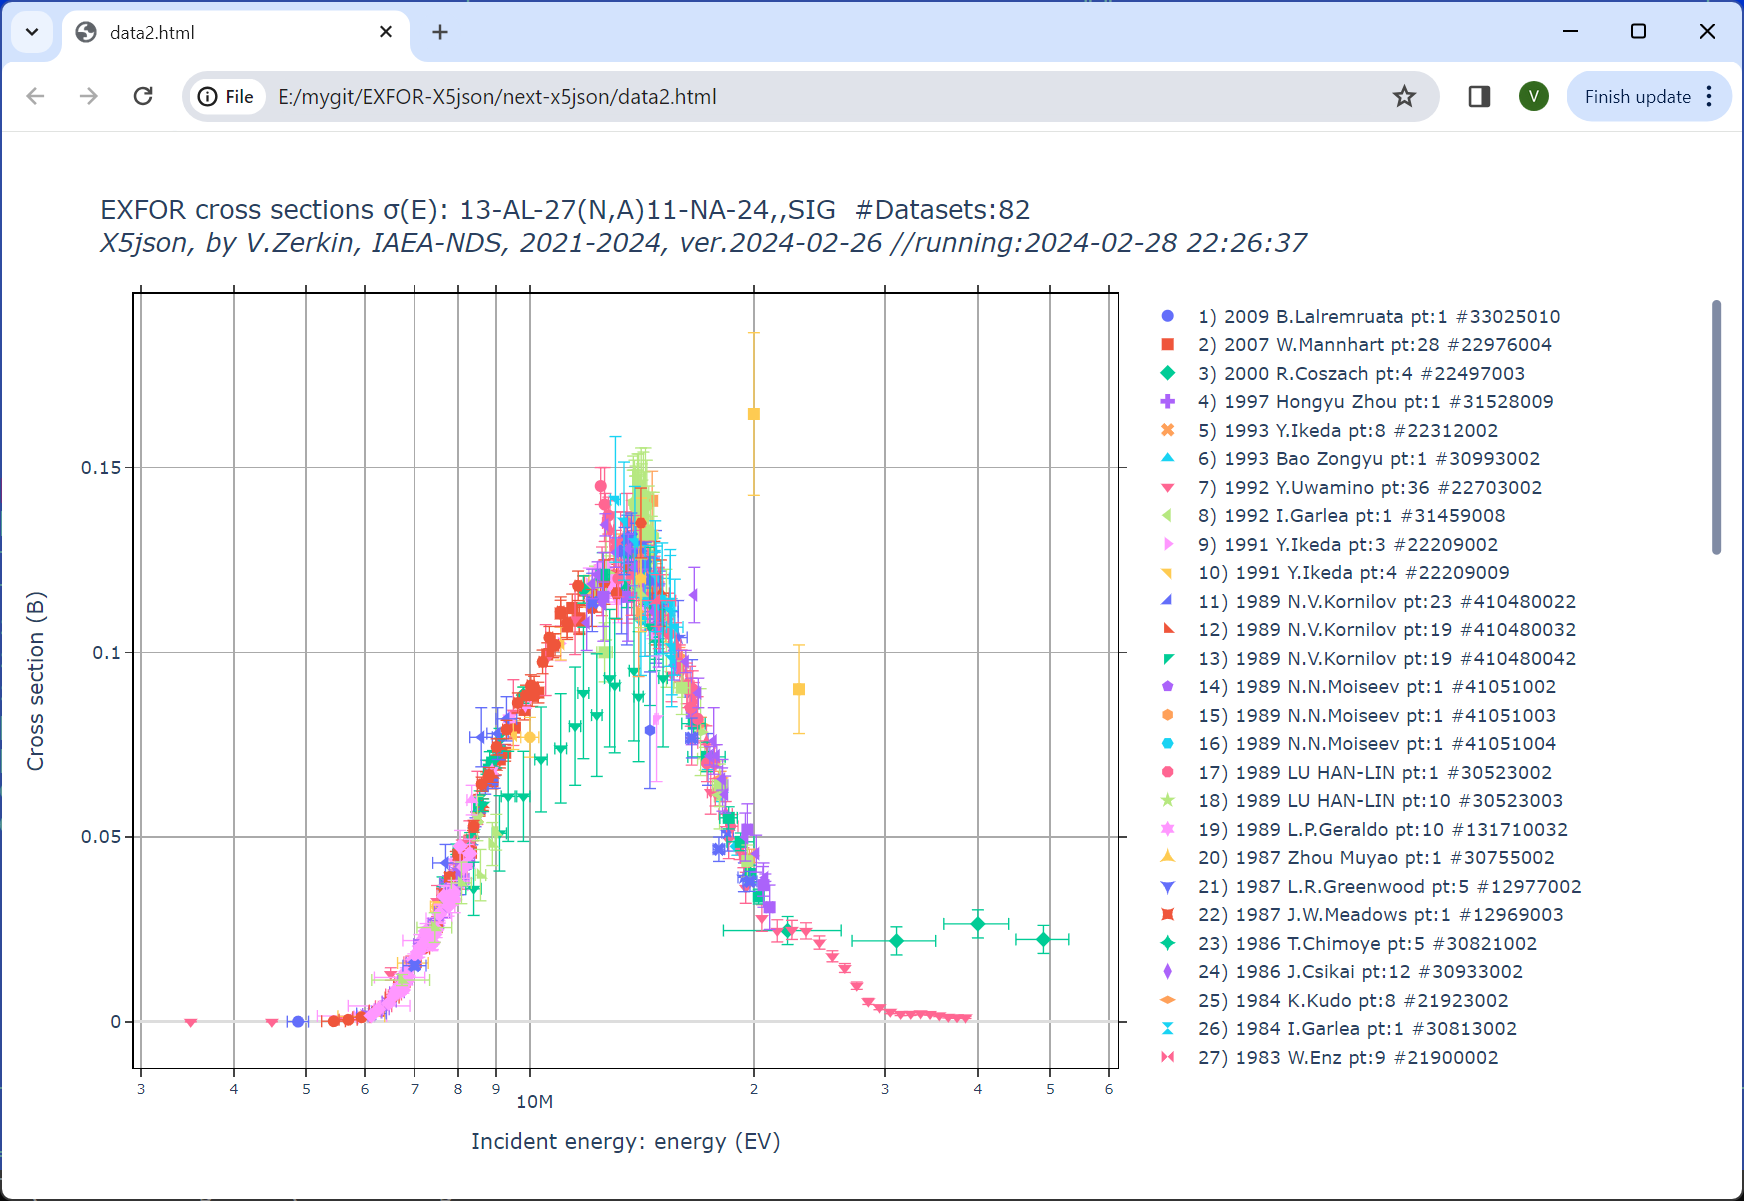 data2.html
File E:/mygit/EXFOR-X5json/next-x5json/data2.html V Finish update
EXFOR cross sections σ(E): 13-AL-27(N,A)11-NA-24,,SIG #Datasets:82
X5json, by V.Zerkin, IAEA-NDS, 2021-2024, ver.2024-02-26 //running:2024-02-28 22:26:37
Cross section (B)
0.15
0.1
0.05
0
3 4 5 6 7 8 9 10M 2 3 4 5 6
Incident energy: energy (EV)
1) 2009 B.Lalremruata pt:1 #33025010
2) 2007 W.Mannhart pt:28 #22976004
3) 2000 R.Coszach pt:4 #22497003
4) 1997 Hongyu Zhou pt:1 #31528009
5) 1993 Y.Ikeda pt:8 #22312002
6) 1993 Bao Zongyu pt:1 #30993002
7) 1992 Y.Uwamino pt:36 #22703002
8) 1992 I.Garlea pt:1 #31459008
9) 1991 Y.Ikeda pt:3 #22209002
10) 1991 Y.Ikeda pt:4 #22209009
11) 1989 N.V.Kornilov pt:23 #410480022
12) 1989 N.V.Kornilov pt:19 #410480032
13) 1989 N.V.Kornilov pt:19 #410480042
14) 1989 N.N.Moiseev pt:1 #41051002
15) 1989 N.N.Moiseev pt:1 #41051003
16) 1989 N.N.Moiseev pt:1 #41051004
17) 1989 LU HAN-LIN pt:1 #30523002
18) 1989 LU HAN-LIN pt:10 #30523003
19) 1989 L.P.Geraldo pt:10 #131710032
20) 1987 Zhou Muyao pt:1 #30755002
21) 1987 L.R.Greenwood pt:5 #12977002
22) 1987 J.W.Meadows pt:1 #12969003
23) 1986 T.Chimoye pt:5 #30821002
24) 1986 J.Csikai pt:12 #30933002
25) 1984 K.Kudo pt:8 #21923002
26) 1984 I.Garlea pt:1 #30813002
27) 1983 W.Enz pt:9 #21900002